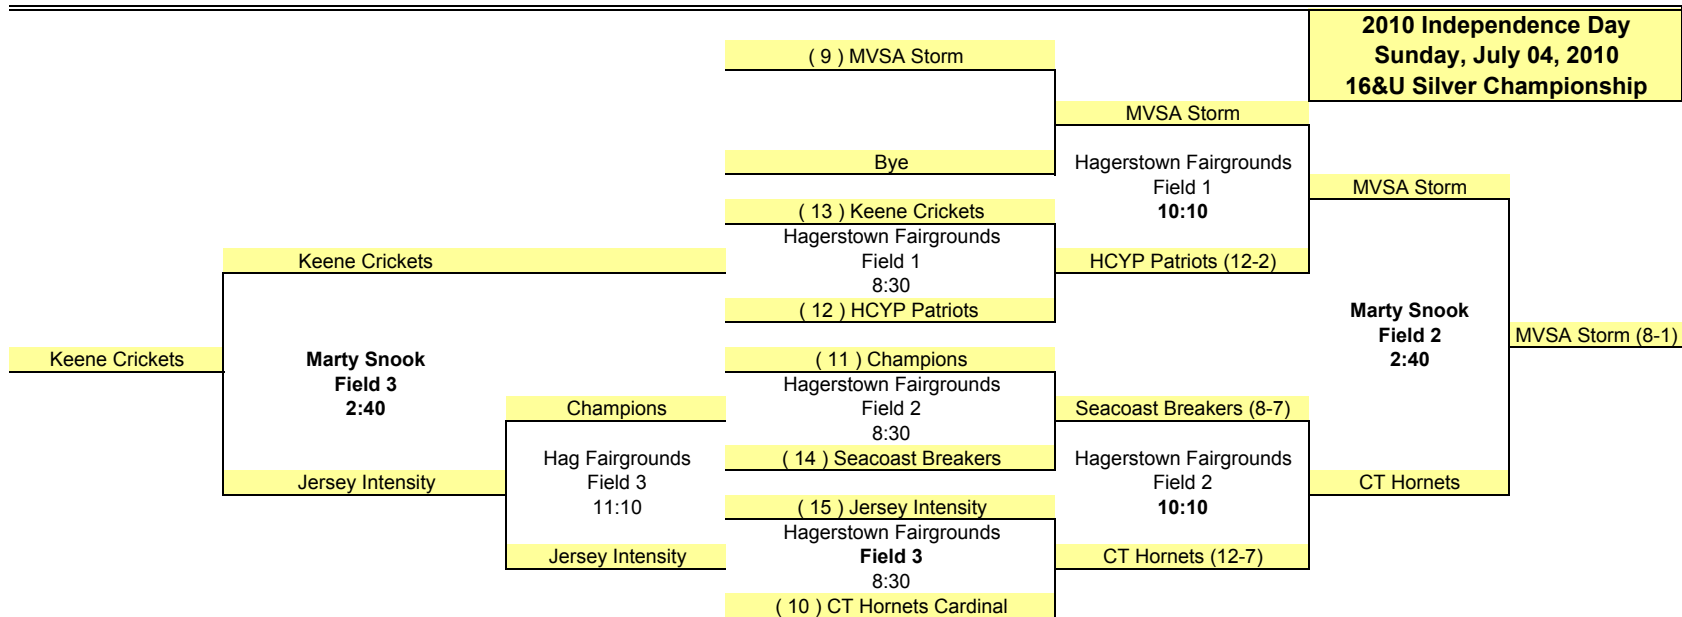 2010 Independence Day
Sunday, July 04, 2010
16&U Silver Championship
( 9 ) MVSA Storm
MVSA Storm
Bye
Hagerstown Fairgrounds
Field 1
10:10
MVSA Storm
( 13 ) Keene Crickets
Hagerstown Fairgrounds
Field 1
8:30
Keene Crickets
HCYP Patriots (12-2)
( 12 ) HCYP Patriots
Marty Snook
Field 2
2:40
MVSA Storm (8-1)
Keene Crickets
Marty Snook
Field 3
2:40
( 11 ) Champions
Hagerstown Fairgrounds
Field 2
8:30
Champions
Seacoast Breakers (8-7)
( 14 ) Seacoast Breakers
Hag Fairgrounds
Field 3
11:10
Hagerstown Fairgrounds
Field 2
10:10
Jersey Intensity
CT Hornets
( 15 ) Jersey Intensity
Hagerstown Fairgrounds
Field 3
8:30
Jersey Intensity
CT Hornets (12-7)
( 10 ) CT Hornets Cardinal